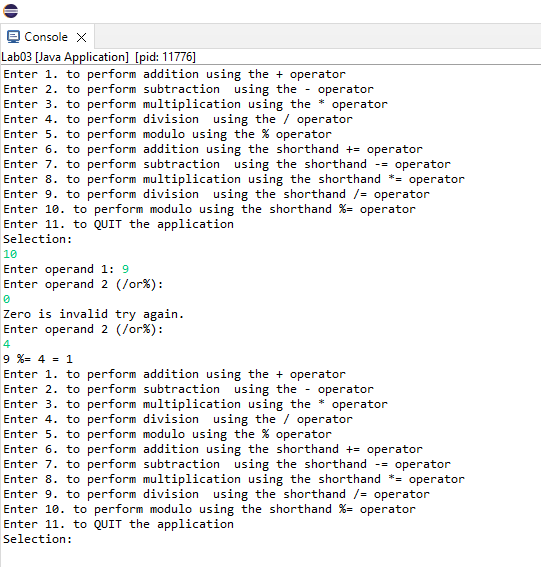 Console
Lab03 [Java Application] [pid: 11776]
Enter 1. to perform addition using the + operator
Enter 2. to perform subtraction  using the - operator
Enter 3. to perform multiplication using the * operator
Enter 4. to perform division  using the / operator
Enter 5. to perform modulo using the % operator
Enter 6. to perform addition using the shorthand += operator
Enter 7. to perform subtraction  using the shorthand -= operator
Enter 8. to perform multiplication using the shorthand *= operator
Enter 9. to perform division  using the shorthand /= operator
Enter 10. to perform modulo using the shorthand %= operator
Enter 11. to QUIT the application
Selection:
10
Enter operand 1: 9
Enter operand 2 (/or%):
0
Zero is invalid try again.
Enter operand 2 (/or%):
4
9 %= 4 = 1
Enter 1. to perform addition using the + operator
Enter 2. to perform subtraction  using the - operator
Enter 3. to perform multiplication using the * operator
Enter 4. to perform division  using the / operator
Enter 5. to perform modulo using the % operator
Enter 6. to perform addition using the shorthand += operator
Enter 7. to perform subtraction  using the shorthand -= operator
Enter 8. to perform multiplication using the shorthand *= operator
Enter 9. to perform division  using the shorthand /= operator
Enter 10. to perform modulo using the shorthand %= operator
Enter 11. to QUIT the application
Selection: